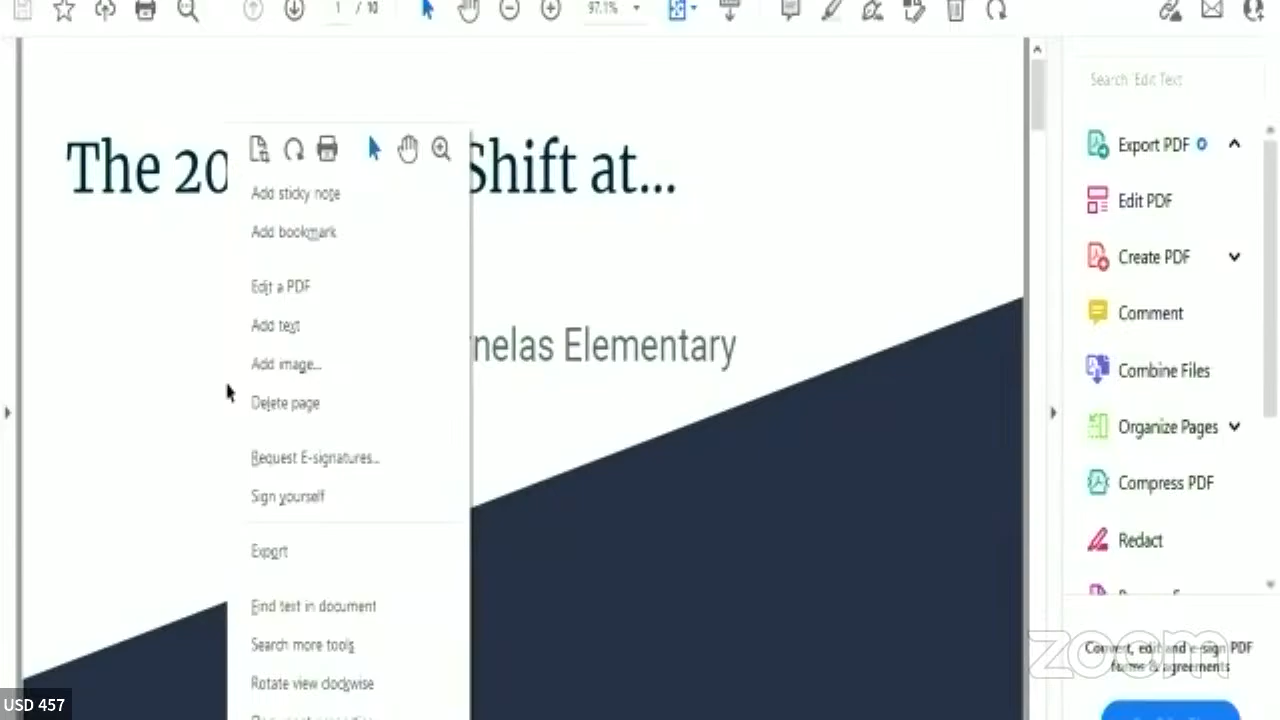 1 / 10
97.1%
The 20
Shift at...
nelas Elementary
Add sticky note
Add bookmark
Edit a PDF
Add text
Add image...
Delete page
Request E-signatures...
Sign yourself
Export
Find text in document
Search more tools
Rotate view clockwise
Search 'Edit Text'
Export PDF
Edit PDF
Create PDF
Comment
Combine Files
Organize Pages
Compress PDF
Redact
Convert, edit and e-sign PDF
forms & agreements
zoom
USD 457